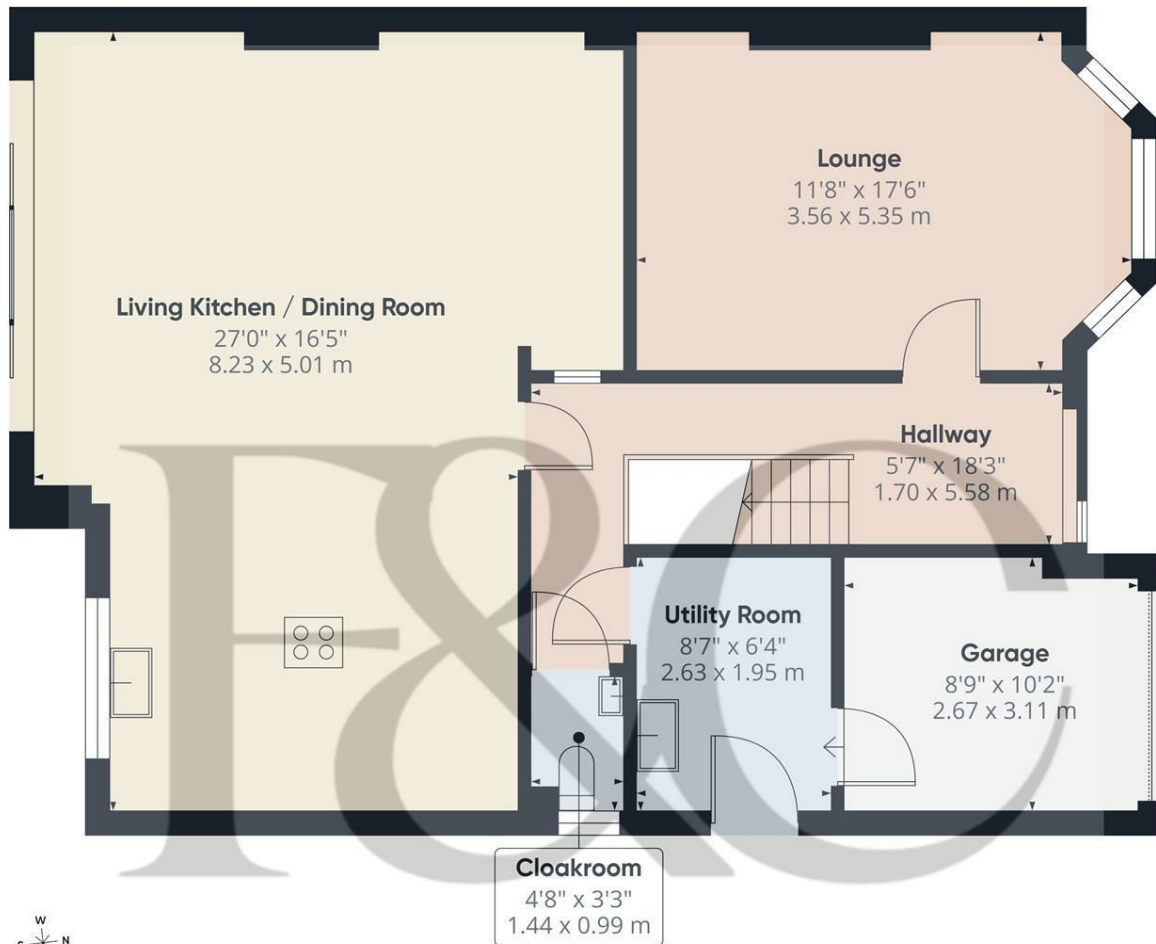 Lounge
11'8" x 17'6"
3.56 x 5.35 m
Living Kitchen / Dining Room
27'0" x 16'5"
8.23 x 5.01 m
Hallway
5'7" x 18'3"
1.70 x 5.58 m
Utility Room
8'7" x 6'4"
2.63 x 1.95 m
Garage
8'9" x 10'2"
2.67 x 3.11 m
Cloakroom
4'8" x 3'3"
1.44 x 0.99 m
F&C
W
S N